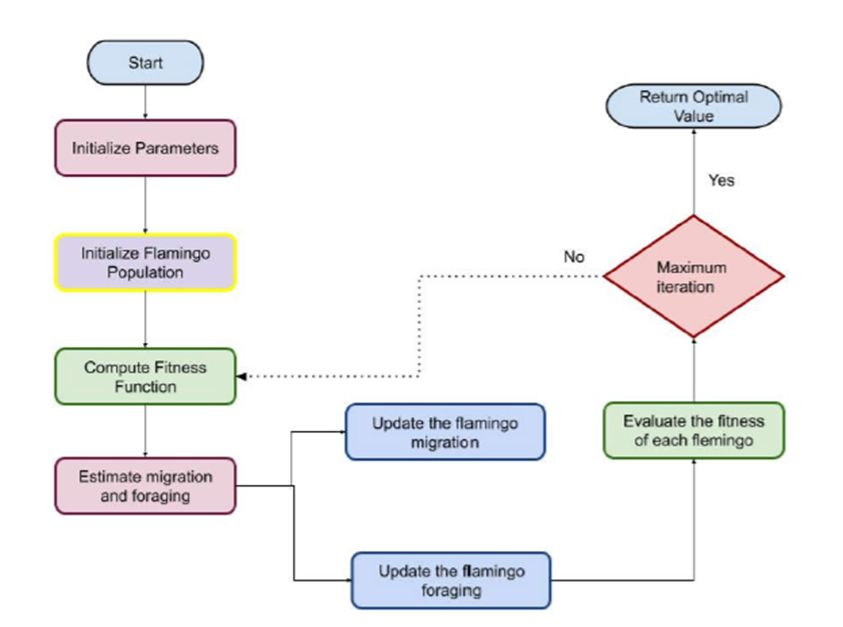 Start
Initialize Parameters
Initialize Flamingo
Population
Compute Fitness
Function
Estimate migration
and foraging
Update the flamingo
migration
Update the flamingo
foraging
Evaluate the fitness
of each flemingo
Maximum
iteration
No
Yes
Return Optimal
Value